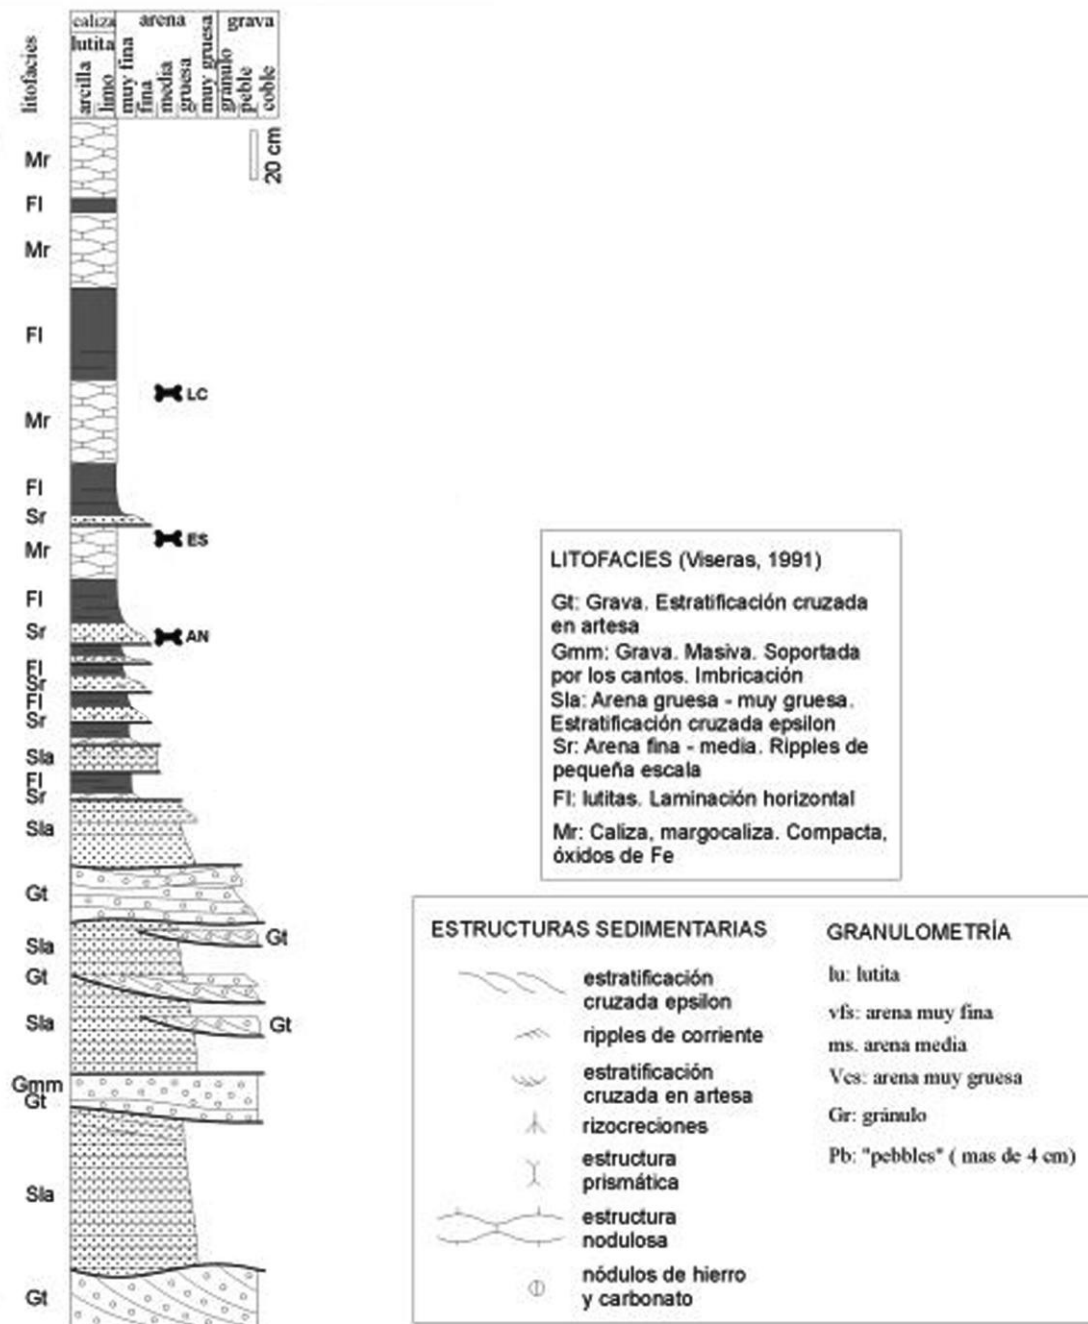 litofacies
caliza
arena
grava
lutita
arcilla
limo
muy fina
fina
media
gruesa
muy gruesa
gránulo
peble
coble
20 cm
Mr
Fl
Mr
Fl
LC
Mr
Fl
Sr
ES
Mr
Fl
Sr
AN
Fl
Sr
Fl
Sr
Sla
Fl
Sr
Sla
Gt
Gt
Sla
Gt
Sla
Gt
Gmm
Gt
Sla
Gt
LITOFACIES (Viseras, 1991)
Gt: Grava. Estratificación cruzada
en artesa
Gmm: Grava. Masiva. Soportada
por los cantos. Imbricación
Sla: Arena gruesa - muy gruesa.
Estratificación cruzada epsilon
Sr: Arena fina - media. Ripples de
pequeña escala
Fl: lutitas. Laminación horizontal
Mr: Caliza, margocaliza. Compacta,
óxidos de Fe
ESTRUCTURAS SEDIMENTARIAS
estratificación
cruzada epsilon
ripples de corriente
estratificación
cruzada en artesa
rizocreciones
estructura
prismática
estructura
nodulosa
nódulos de hierro
y carbonato
GRANULOMETRÍA
lu: lutita
vfs: arena muy fina
ms. arena media
Vcs: arena muy gruesa
Gr: gránulo
Pb: "pebbles" ( mas de 4 cm)